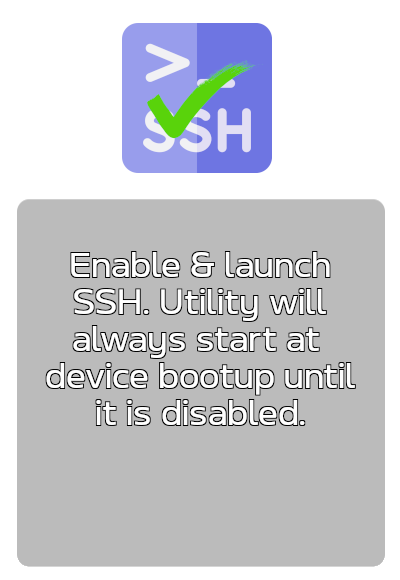 >_
SSH
Enable & launch
SSH. Utility will
always start at
device bootup until
it is disabled.